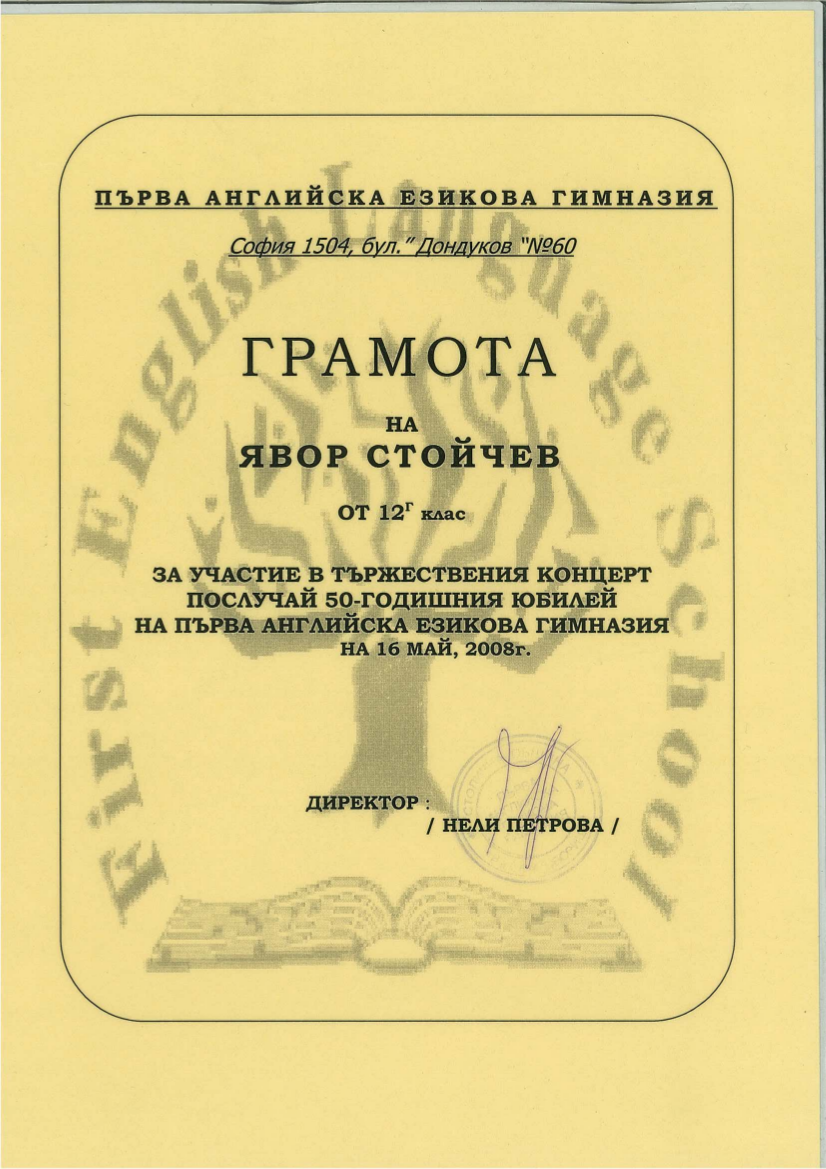 ПЪРВА АНГЛИЙСКА ЕЗИКОВА ГИМНАЗИЯ
София 1504, бул.” Дондуков “№60
First English Language School
ГРАМОТА
НА
ЯВОР СТОЙЧЕВ
ОТ 12Г клас
ЗА УЧАСТИЕ В ТЪРЖЕСТВЕНИЯ КОНЦЕРТ
ПОСЛУЧАЙ 50-ГОДИШНИЯ ЮБИЛЕЙ
НА ПЪРВА АНГЛИЙСКА ЕЗИКОВА ГИМНАЗИЯ
НА 16 МАЙ, 2008г.
ДИРЕКТОР :
/ НЕЛИ ПЕТРОВА /